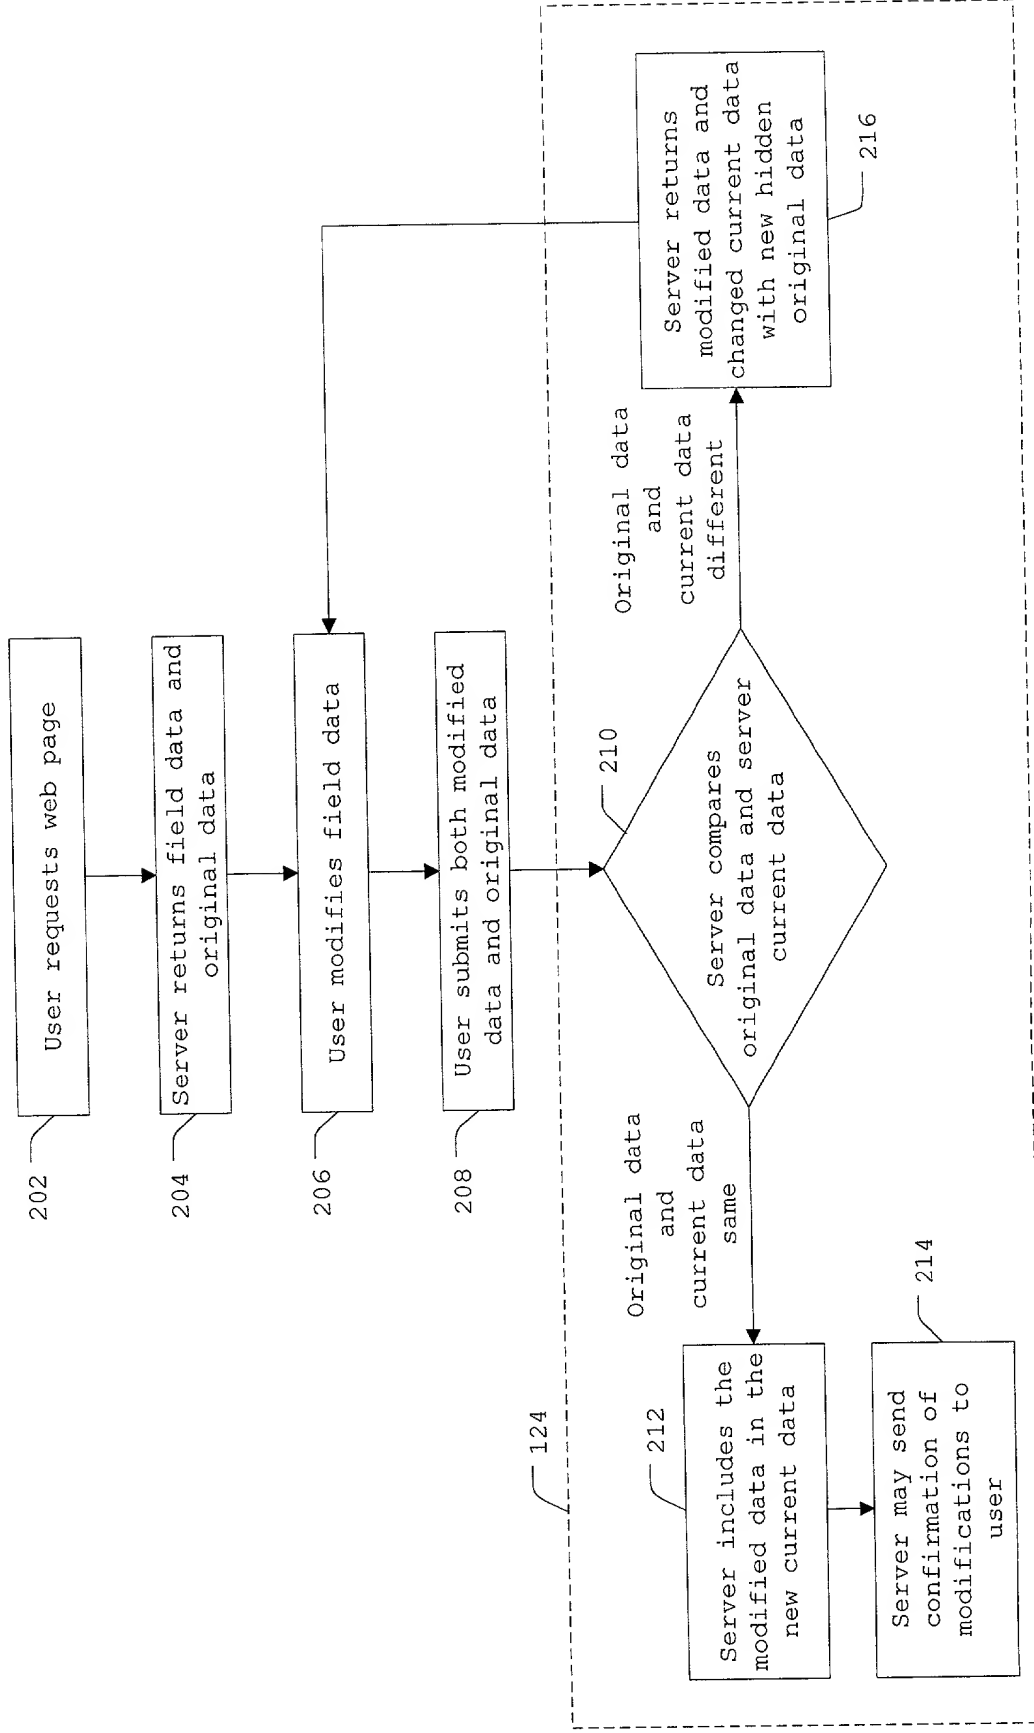 User requests web page
202
Server returns field data and
original data
204
User modifies field data
206
User submits both modified
data and original data
208
124
210
Server compares
original data and server
current data
Original data
and
current data
same
Original data
and
current data
different
212
Server includes the
modified data in the
new current data
214
Server may send
confirmation of
modifications to
user
Server returns
modified data and
changed current data
with new hidden
original data
216